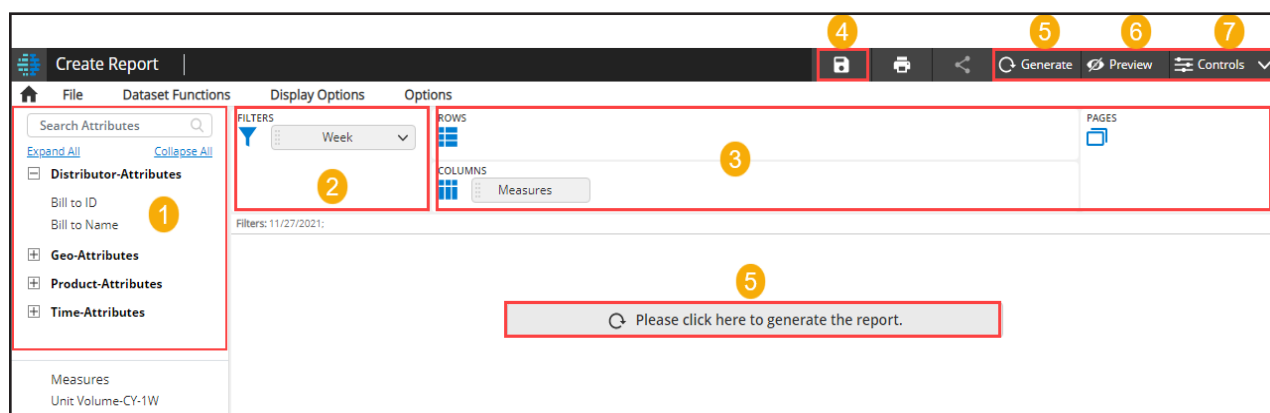 4 5 6 7
Create Report Generate Preview Controls
File Dataset Functions Display Options Options
Search Attributes
Expand All Collapse All
Distributor-Attributes
Bill to ID
Bill to Name
1
Geo-Attributes
Product-Attributes
Time-Attributes
Measures
Unit Volume-CY-1W
FILTERS
Week
2
ROWS
3
COLUMNS
Measures
PAGES
Filters: 11/27/2021;
5
Please click here to generate the report.